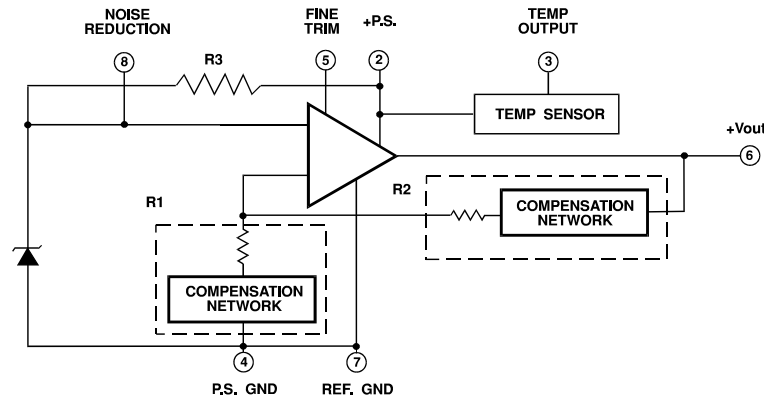 NOISE
REDUCTION
FINE
TRIM
+P.S.
TEMP
OUTPUT
8
R3
5
2
3
TEMP SENSOR
+Vout
6
R1
R2
COMPENSATION
NETWORK
COMPENSATION
NETWORK
4
7
P.S. GND
REF. GND